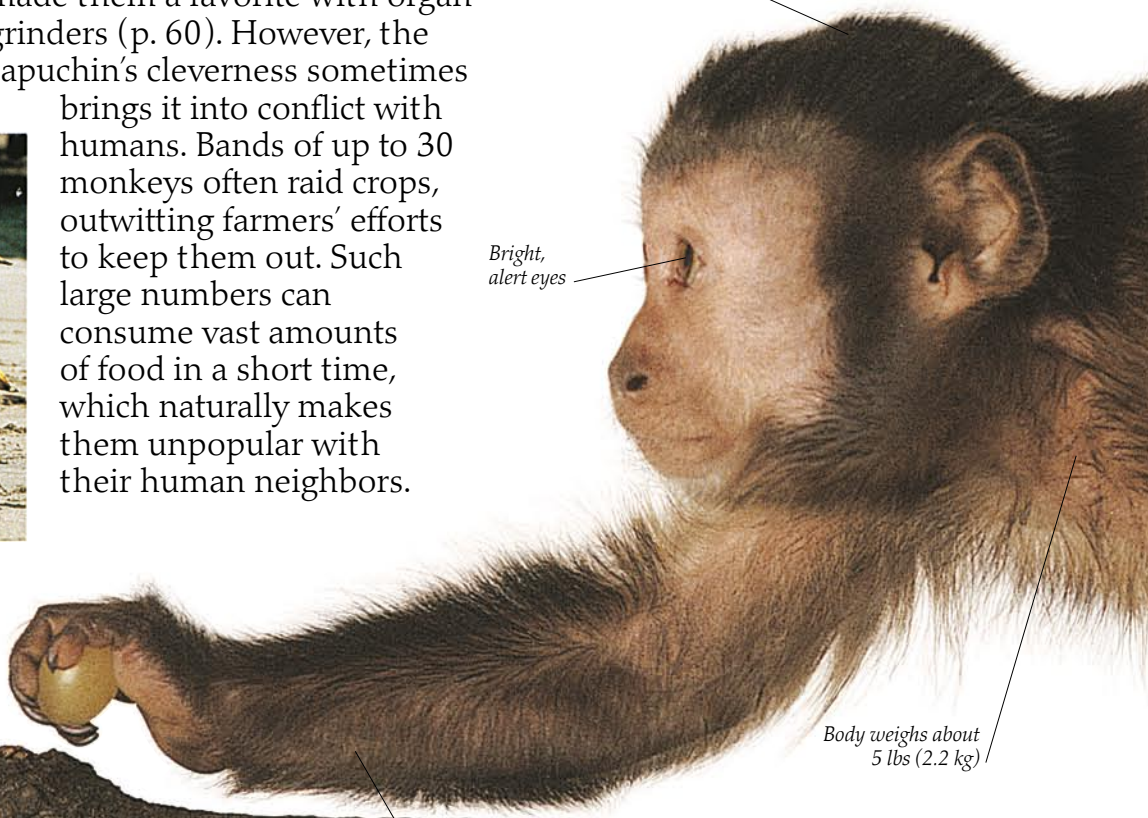 made them a favorite with organ
grinders (p. 60). However, the
apuchin’s cleverness sometimes
brings it into conflict with
humans. Bands of up to 30
monkeys often raid crops,
outwitting farmers’ efforts
to keep them out. Such
large numbers can
consume vast amounts
of food in a short time,
which naturally makes
them unpopular with
their human neighbors.
Bright,
alert eyes
Body weighs about
5 lbs (2.2 kg)